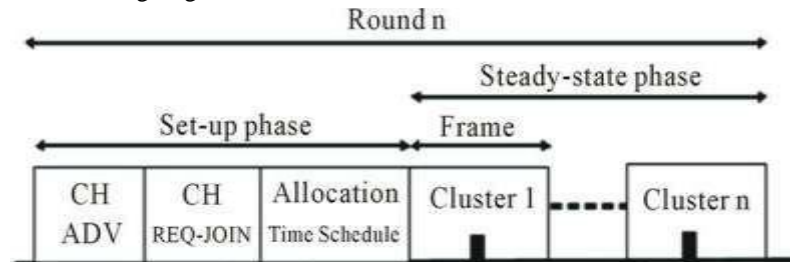 Round n
Steady-state phase
Set-up phase
Frame
CH
ADV
CH
REQ-JOIN
Allocation
Time Schedule
Cluster 1
Cluster n